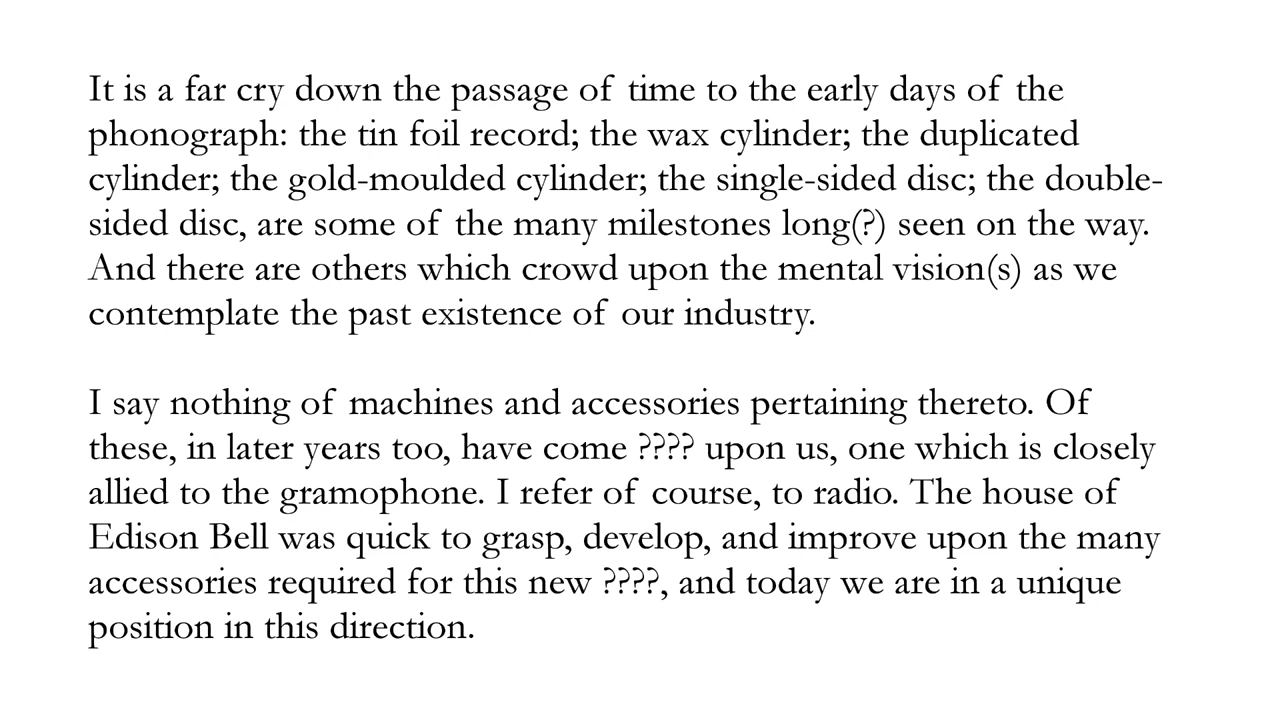 It is a far cry down the passage of time to the early days of the
phonograph: the tin foil record; the wax cylinder; the duplicated
cylinder; the gold-moulded cylinder; the single-sided disc; the double-
sided disc, are some of the many milestones long(?) seen on the way.
And there are others which crowd upon the mental vision(s) as we
contemplate the past existence of our industry.
I say nothing of machines and accessories pertaining thereto. Of
these, in later years too, have come ???? upon us, one which is closely
allied to the gramophone. I refer of course, to radio. The house of
Edison Bell was quick to grasp, develop, and improve upon the many
accessories required for this new ????, and today we are in a unique
position in this direction.